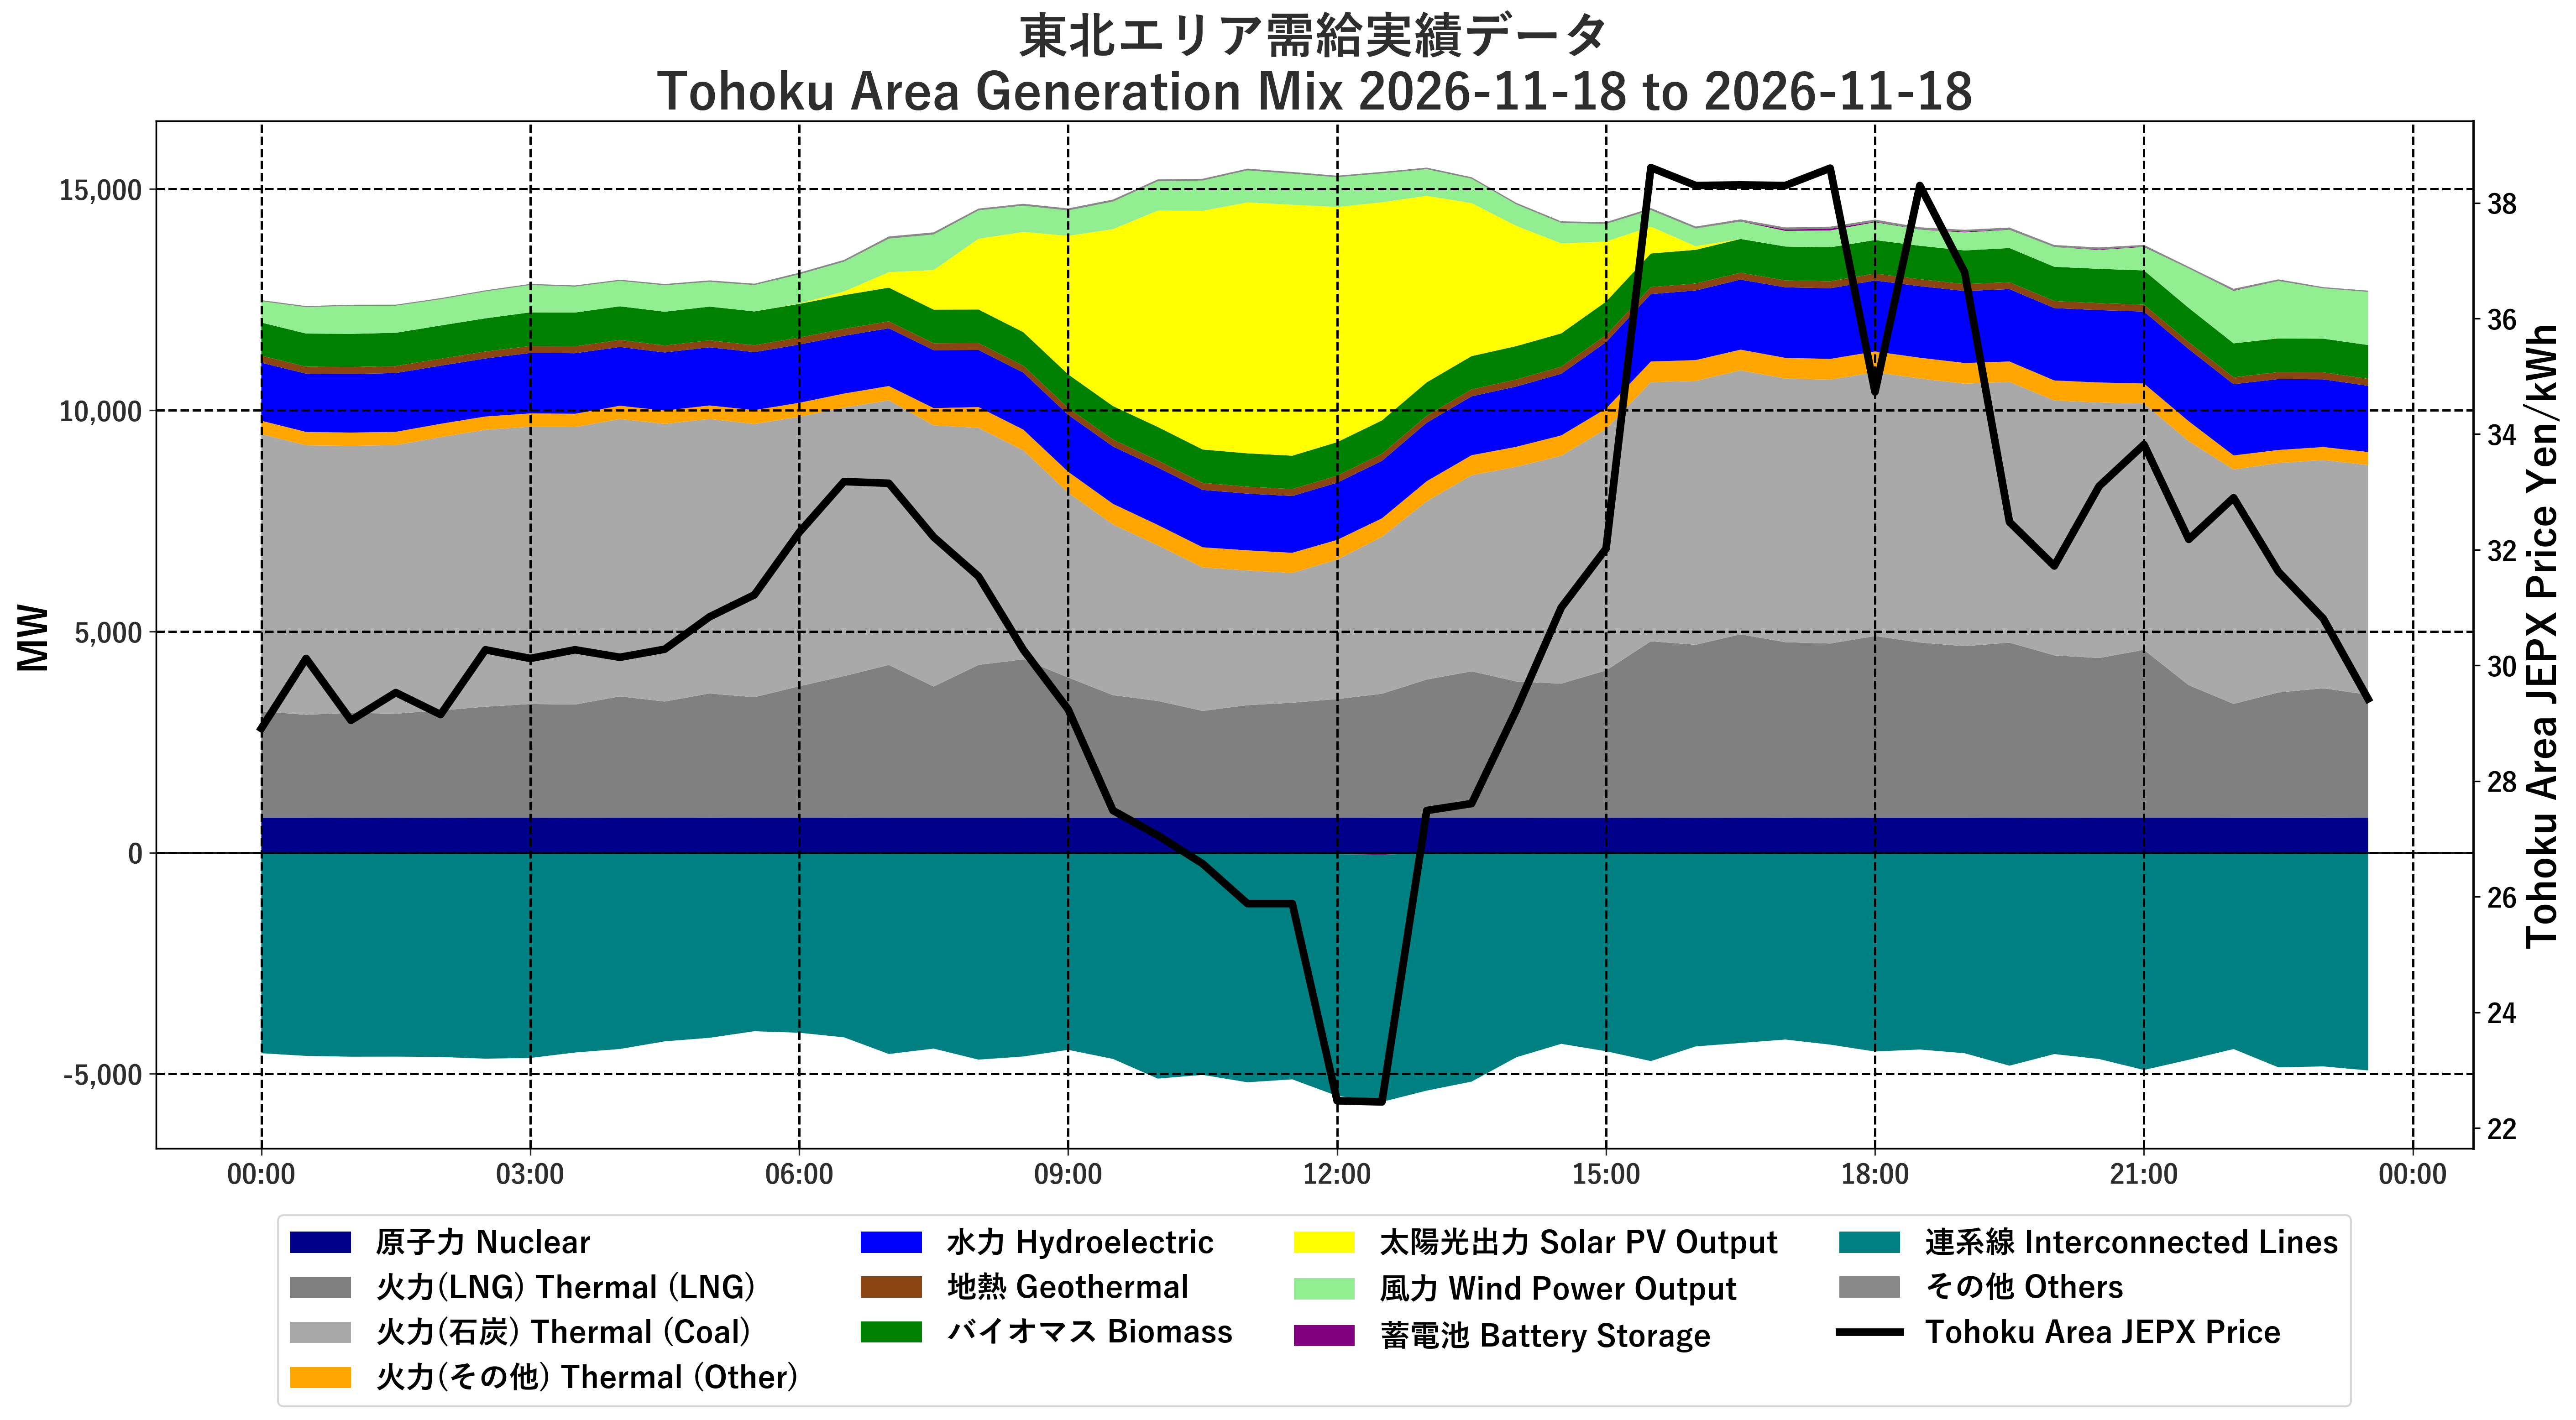 東北エリア需給実績データ
Tohoku Area Generation Mix 2026-11-18 to 2026-11-18
MW
15,000
10,000
5,000
0
-5,000
38
36
34
32
30
28
26
24
22
Tohoku Area JEPX Price Yen/kWh
00:00 03:00 06:00 09:00 12:00 15:00 18:00 21:00 00:00
原子力 Nuclear
火力(LNG) Thermal (LNG)
火力(石炭) Thermal (Coal)
火力(その他) Thermal (Other)
水力 Hydroelectric
地熱 Geothermal
バイオマス Biomass
太陽光出力 Solar PV Output
風力 Wind Power Output
蓄電池 Battery Storage
連系線 Interconnected Lines
その他 Others
Tohoku Area JEPX Price